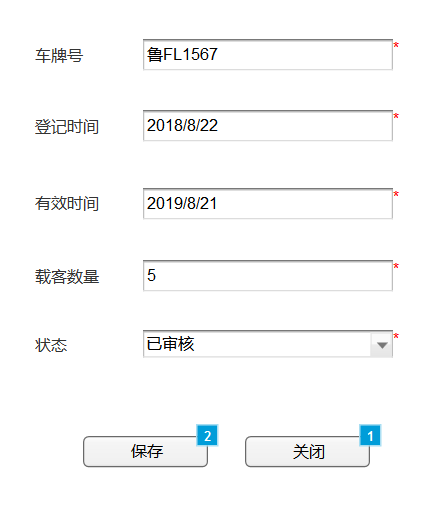 车牌号 鲁FL1567 *
登记时间 2018/8/22 *
有效时间 2019/8/21 *
载客数量 5 *
状态 已审核 *
保存 2 关闭 1